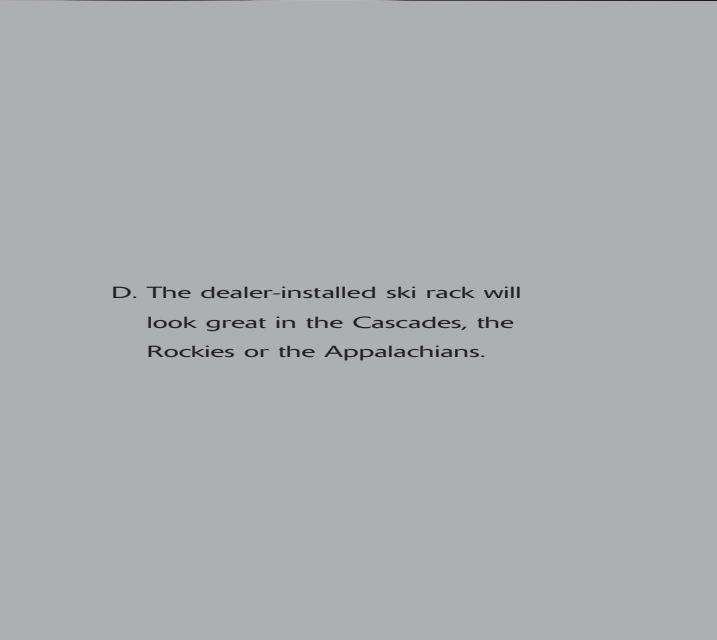 D. The dealer-installed ski rack will
look great in the Cascades, the
Rockies or the Appalachians.